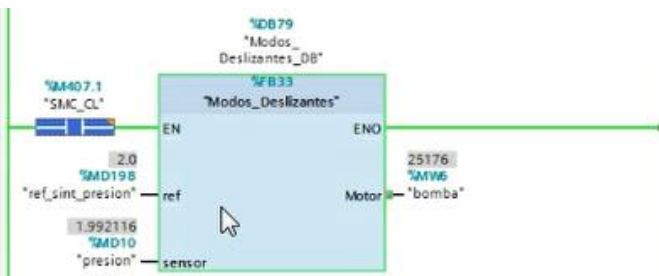 %DB79
"Modos_
Deslizantes_DB"
%M407.1
"SMC_CL"
%FB33
"Modos_Deslizantes"
EN
ENO
2.0
%MD198
"ref_sint_presion"
ref
25176
%MW6
"bomba"
Motor
1.992116
%MD10
"presion"
sensor